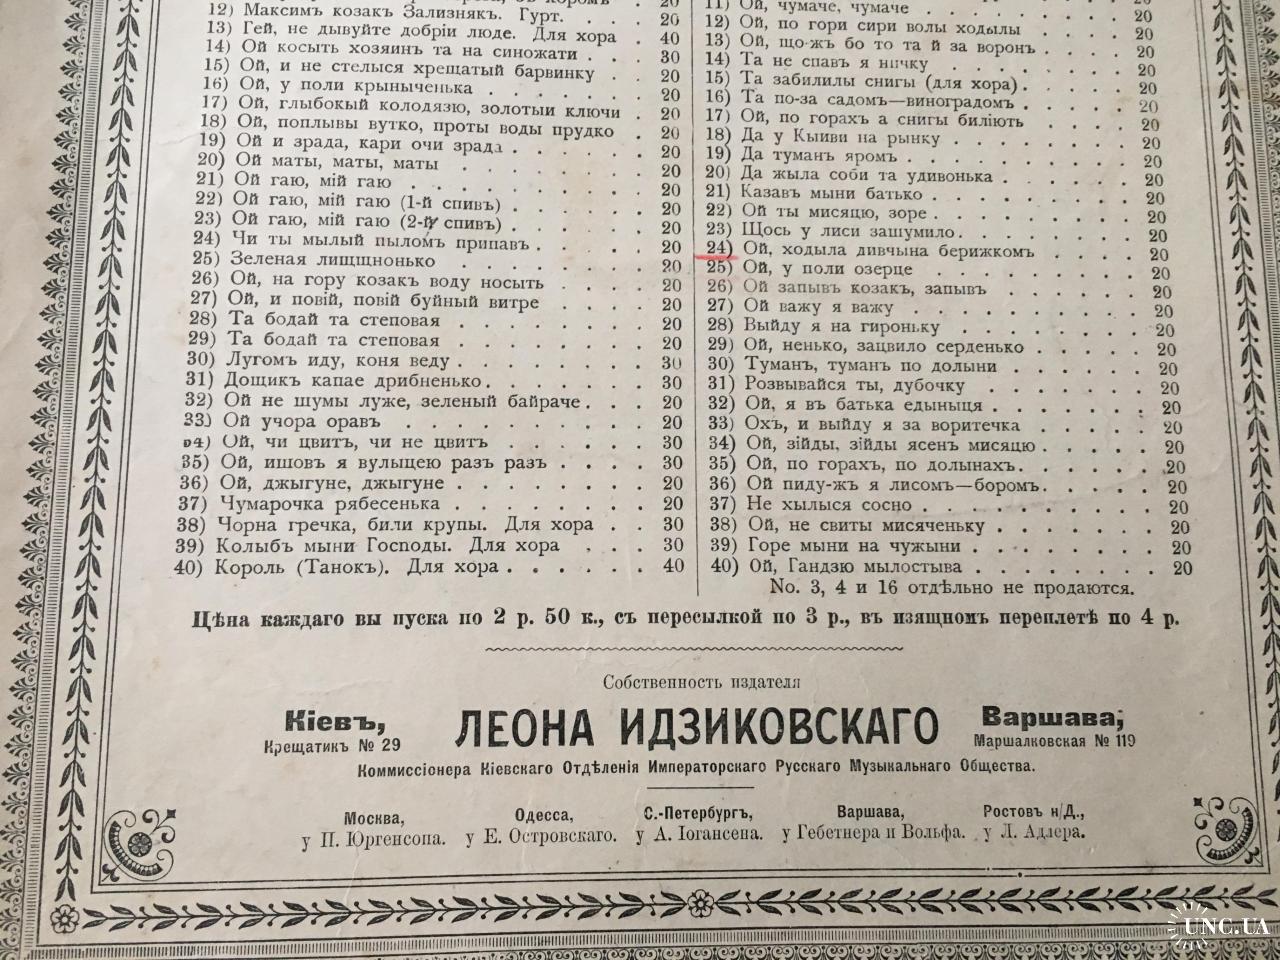 12) Максимъ козак Зализнякъ. Гурт. . . . . 20
13) Гей, не дывуйте добріи люде. Для хора . 40
14) Ой косыть хозяинъ та на синожати . . . 30
15) Ой, и не стелыся хрещатый барвинку . . 20
16) Ой, у поли крыныченька . . . . . . 20
17) Ой, глыбокый колодязю, золотыи ключи . 20
18) Ой, поплывы вутко, проты воды прудко . 20
19) Ой и зрада, кари очи зрада . . . . . 20
20) Ой маты, маты, маты . . . . . . 20
21) Ой гаю, мій гаю . . . . . . . 20
22) Ой гаю, мій гаю (1-й спивъ) . . . . . 20
23) Ой гаю, мій гаю (2-й спивъ) . . . . . 20
24) Чи ты мылый пыломъ припавъ . . . . 20
25) Зеленая лищщнонько . . . . . . 20
26) Ой, на гору козак воду носыть . . . . 20
27) Ой, и повій, повій буйный витре . . . . 20
28) Та бодай та степовая . . . . . . 20
29) Та бодай та степовая . . . . . . 20
30) Лугомъ иду, коня веду . . . . . . 30
31) Дощикъ капае дрибненько . . . . . 30
32) Ой не шумы луже, зеленый байраче . . . 20
33) Ой учора оравъ . . . . . . . 20
34) Ой, чи цвитъ, чи не цвитъ . . . . . 30
35) Ой, ишовъ я вулыцею разъ разъ . . . . 30
36) Ой, джыгуне, джыгуне . . . . . . 20
37) Чумарочка рябесенька . . . . . . 20
38) Чорна гречка, били крупы. Для хора . . 30
39) Колыбъ мыни Господы. Для хора . . . 30
40) Король (Танокъ). Для хора . . . . . 40
11) Ой, чумаче, чумаче . . . . . . 20
12) Ой, по гори сири волы ходылы . . . . 20
13) Ой, що-жъ бо то та й за воронъ . . . . 20
14) Та не спавъ я ничку . . . . . . 20
15) Та забилилы снигы (для хора) . . . . . 20
16) Та по-за садомъ—виноградомъ . . . . . 20
17) Ой, по горахъ а снигы биліють . . . . 20
18) Да у Кыиви на рынку . . . . . . 20
19) Да туманъ яромъ . . . . . . . 20
20) Да жыла соби та удивонька . . . . . 20
21) Казавъ мыни батько . . . . . . 20
22) Ой ты мисяцю, зоре . . . . . . 20
23) Щось у лиси зашумило . . . . . . 20
24) Ой, ходыла дивчына берижкомъ . . . . 20
25) Ой, у поли озерце . . . . . . 20
26) Ой запывъ козакъ, запывъ . . . . . 20
27) Ой важу я важу . . . . . . . 20
28) Выйду я на гироньку . . . . . . 20
29) Ой, ненько, зацвило серденько . . . . . 20
30) Туманъ, туманъ по долыни . . . . . 20
31) Розвывайся ты, дубочку . . . . . . 20
32) Ой, я въ батька едыныця . . . . . . 20
33) Охъ, и выйду я за воритечка . . . . . 20
34) Ой, зійды, зійды ясенъ мисяцю . . . . . 20
35) Ой, по горахъ, по долынахъ . . . . . 20
36) Ой пиду-жъ я лисомъ—боромъ . . . . . 20
37) Не хылыся сосно . . . . . . . 20
38) Ой, не свиты мисяченьку . . . . . . 20
39) Горе мыни на чужыни . . . . . . 20
40) Ой, Гандзю мылостыва . . . . . . 20
No. 3, 4 и 16 отдѣльно не продаются.
Цѣна каждаго вы пуска по 2 р. 50 к., съ пересылкой по 3 р., въ изящномъ переплетѣ по 4 р.
Собственность издателя
Кіевъ, ЛЕОНА ИДЗИКОВСКАГО Варшава,
Крещатикъ № 29 Маршалковская № 119
Коммиссіонера Кіевскаго Отдѣленія Императорскаго Русскаго Музыкальнаго Общества.
Москва, Одесса, С.-Петербургъ, Варшава, Ростовъ н/Д.,
у П. Юргенсона. у Е. Островскаго. у А. Іогансена. у Гебетнера и Вольфа. у Л. Адлера.
UNC.UA